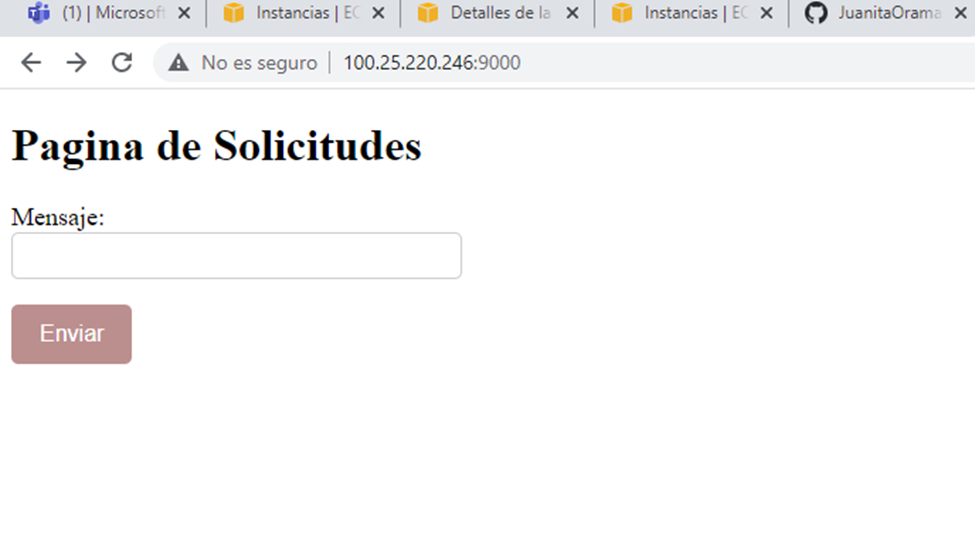 (1) | Microsoft
Instancias | EC
Detalles de la
Instancias | EC
JuanitaOrama
No es seguro | 100.25.220.246:9000
Pagina de Solicitudes
Mensaje:
Enviar